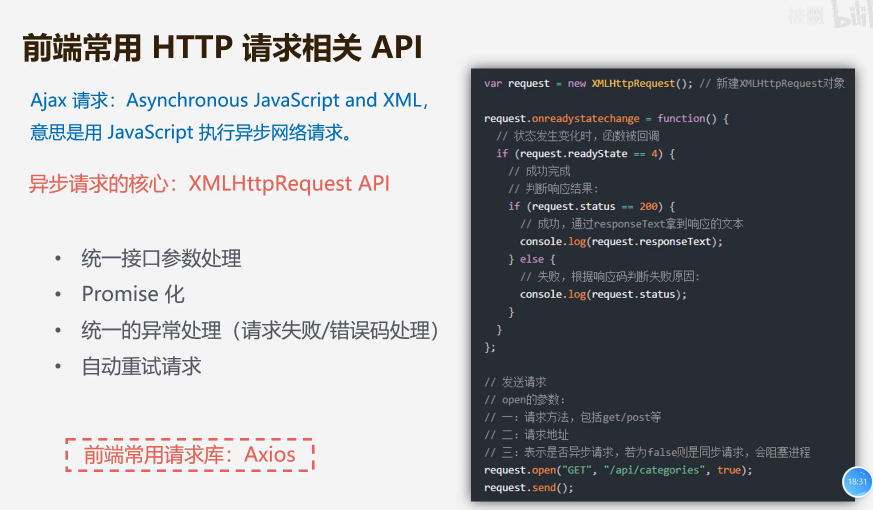 前端常用 HTTP 请求相关 API
Ajax 请求：Asynchronous JavaScript and XML，
意思是用 JavaScript 执行异步网络请求。
异步请求的核心：XMLHttpRequest API
• 统一接口参数处理
• Promise 化
• 统一的异常处理（请求失败/错误码处理）
• 自动重试请求
前端常用请求库：Axios
var request = new XMLHttpRequest(); // 新建XMLHttpRequest对象
request.onreadystatechange = function() {
// 状态发生变化时，函数被回调
if (request.readyState == 4) {
// 成功完成
// 判断响应结果:
if (request.status == 200) {
// 成功，通过responseText拿到响应的文本
console.log(request.responseText);
} else {
// 失败，根据响应码判断失败原因:
console.log(request.status);
}
}
};
// 发送请求
// open的参数:
// 一：请求方法，包括get/post等
// 二：请求地址
// 三：表示是否异步请求，若为false则是同步请求，会阻塞进程
request.open("GET", "/api/categories", true);
request.send();
18:31